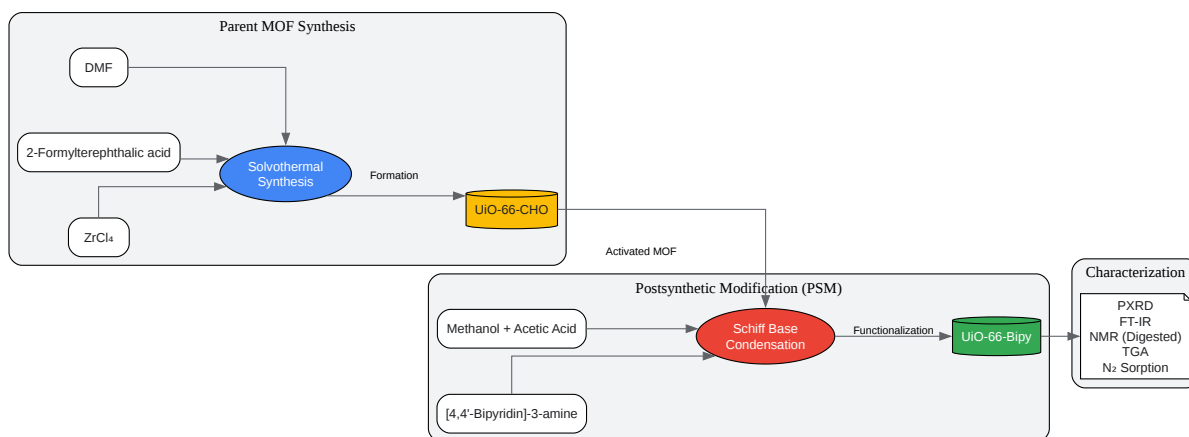 Parent MOF Synthesis
DMF
2-Formylterephthalic acid
Solvothermal
Synthesis
Formation
ZrCl₄
UiO-66-CHO
Activated MOF
Postsynthetic Modification (PSM)
Methanol + Acetic Acid
Schiff Base
Condensation
Functionalization
UiO-66-Bipy
[4,4'-Bipyridin]-3-amine
Characterization
PXRD
FT-IR
NMR (Digested)
TGA
N₂ Sorption